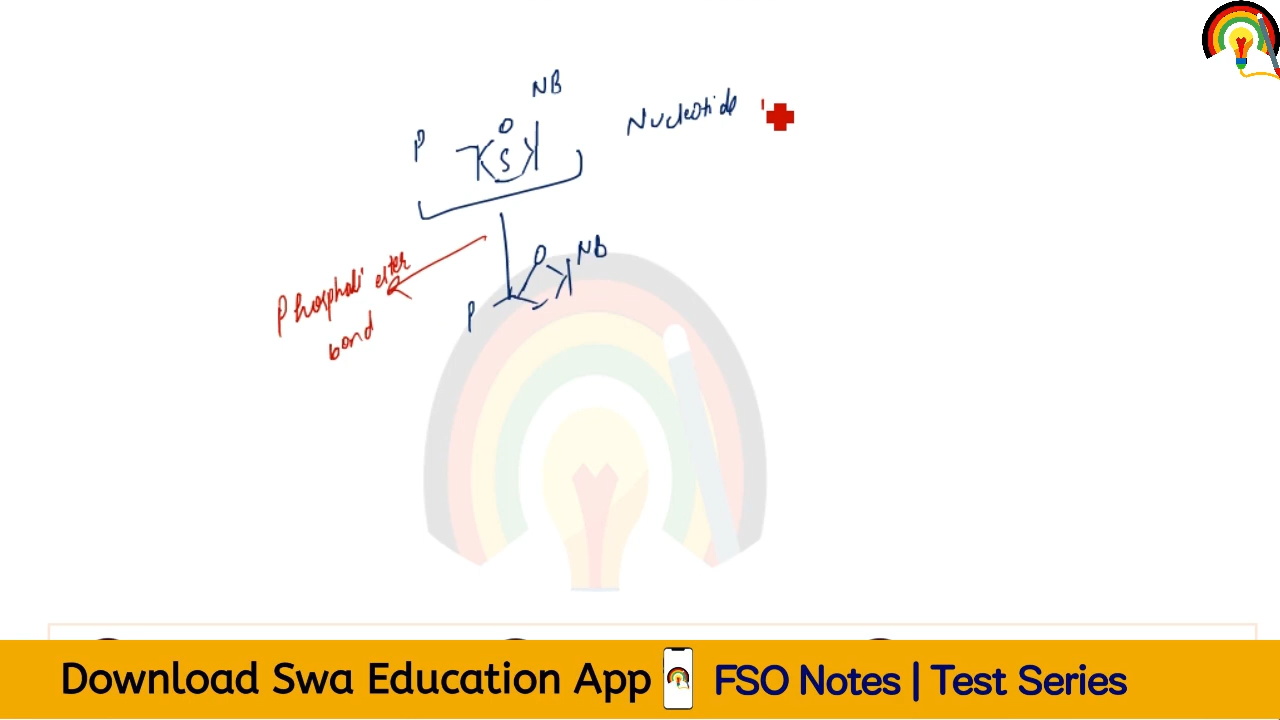 NB
P
O
S
Nucleotide
O
NB
P
Phosphodi ester
bond
Download Swa Education App
FSO Notes | Test Series